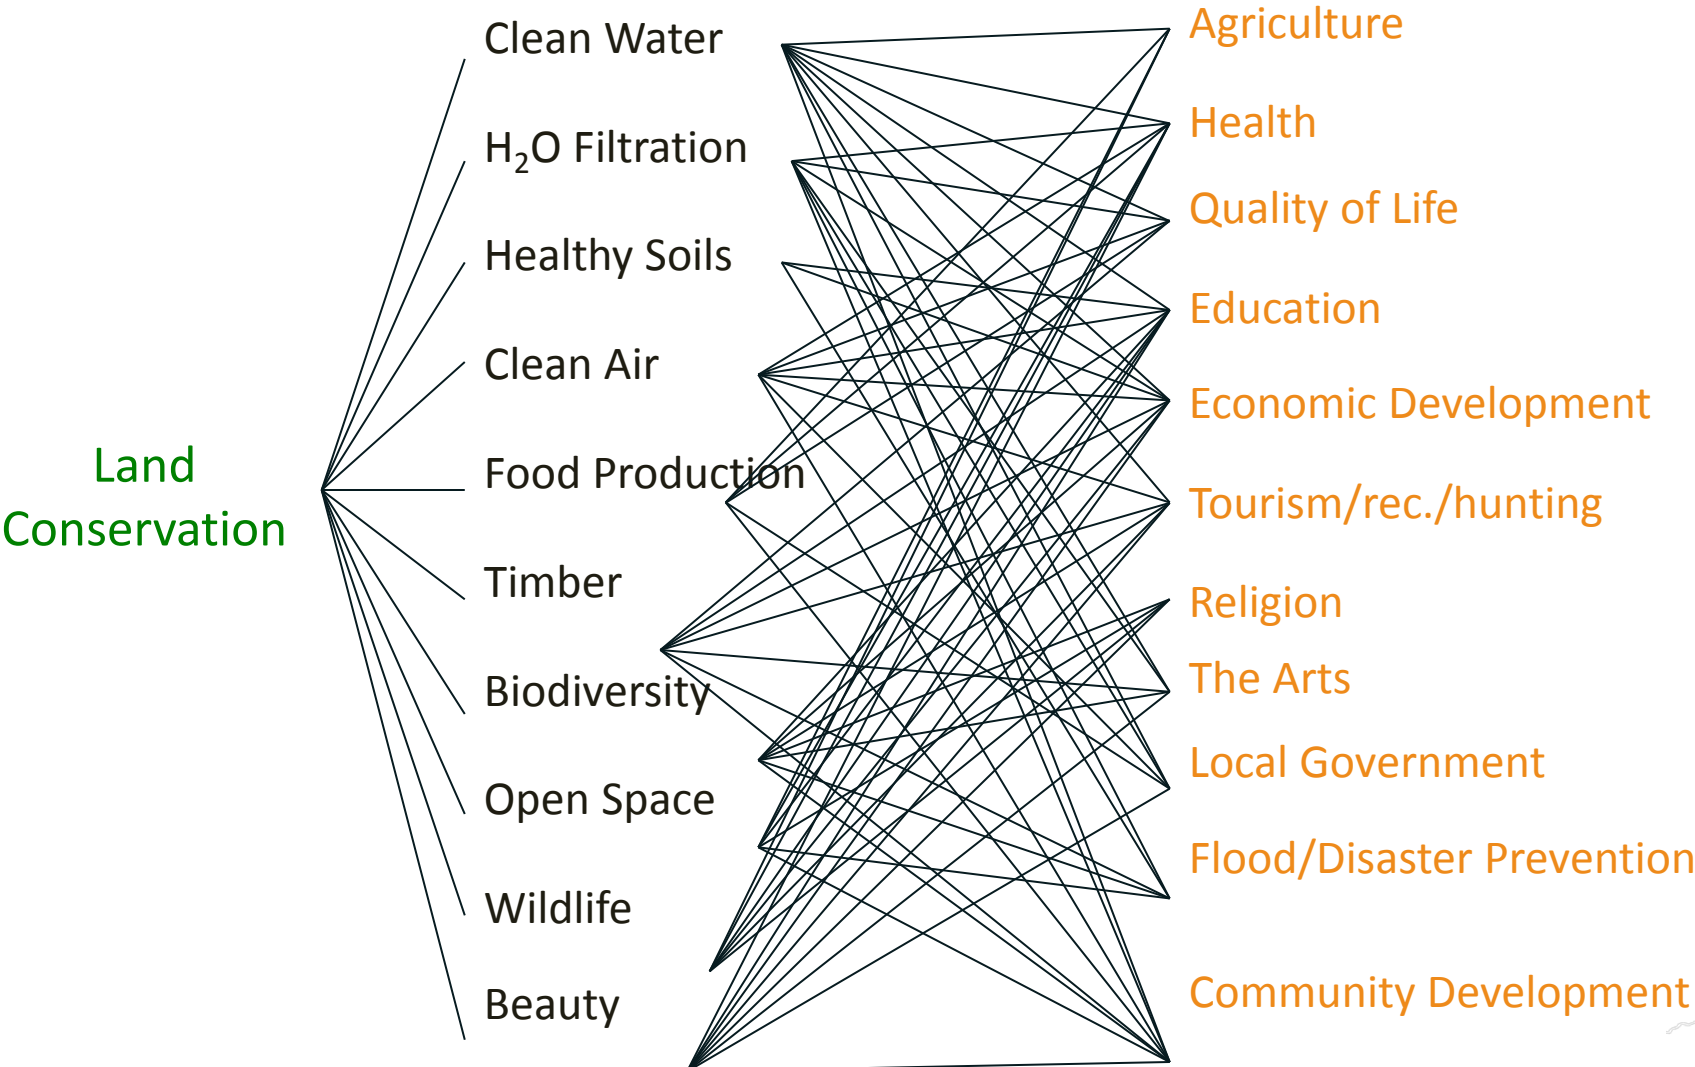 Land
Conservation
Clean Water
H₂O Filtration
Healthy Soils
Clean Air
Food Production
Timber
Biodiversity
Open Space
Wildlife
Beauty
Agriculture
Health
Quality of Life
Education
Economic Development
Tourism/rec./hunting
Religion
The Arts
Local Government
Flood/Disaster Prevention
Community Development